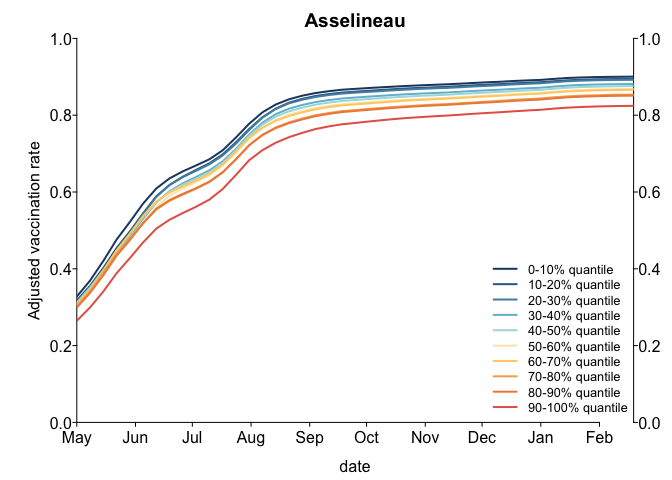 Asselineau
1.0
0.8
0.6
0.4
0.2
0.0
Adjusted vaccination rate
1.0
0.8
0.6
0.4
0.2
0.0
0-10% quantile
10-20% quantile
20-30% quantile
30-40% quantile
40-50% quantile
50-60% quantile
60-70% quantile
70-80% quantile
80-90% quantile
90-100% quantile
May Jun Jul Aug Sep Oct Nov Dec Jan Feb
date